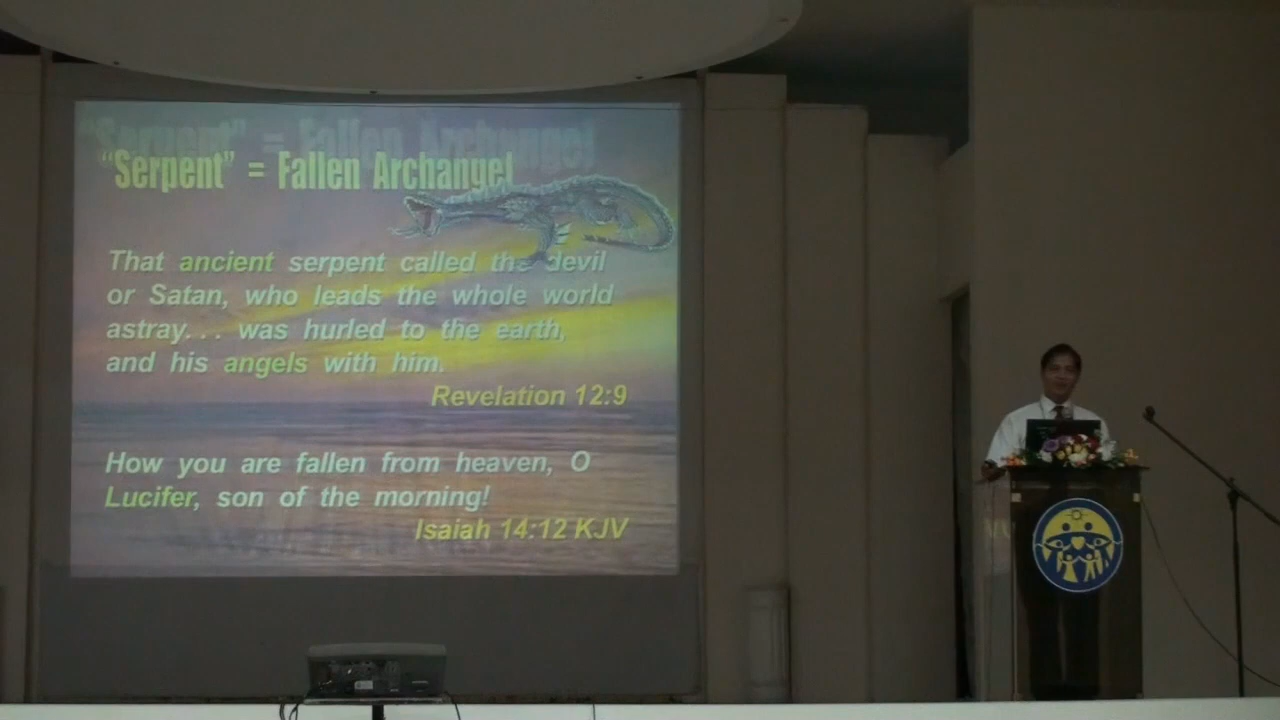 "Serpent" = Fallen Archangel
That ancient serpent called the devil
or Satan, who leads the whole world
astray. . . was hurled to the earth,
and his angels with him.
Revelation 12:9
How you are fallen from heaven, O
Lucifer, son of the morning!
Isaiah 14:12 KJV